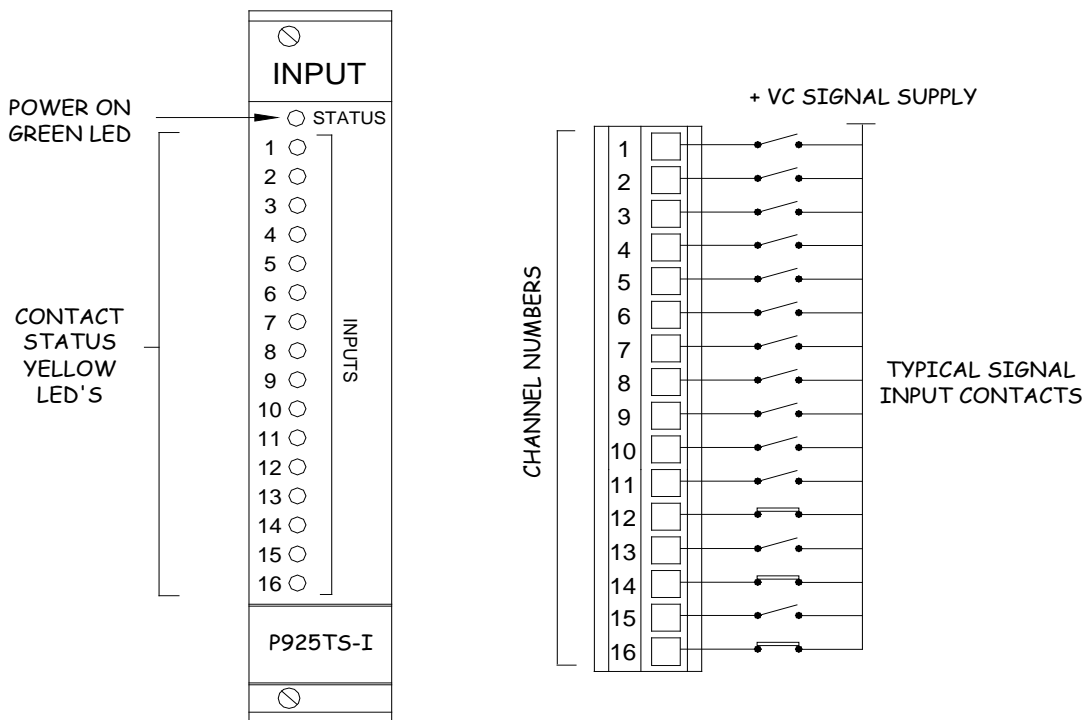 INPUT
POWER ON
GREEN LED
STATUS
1
2
3
4
5
6
7
8
9
10
11
12
13
14
15
16
INPUTS
CONTACT
STATUS
YELLOW
LED'S
P925TS-I
+ VC SIGNAL SUPPLY
CHANNEL NUMBERS
1
2
3
4
5
6
7
8
9
10
11
12
13
14
15
16
TYPICAL SIGNAL
INPUT CONTACTS